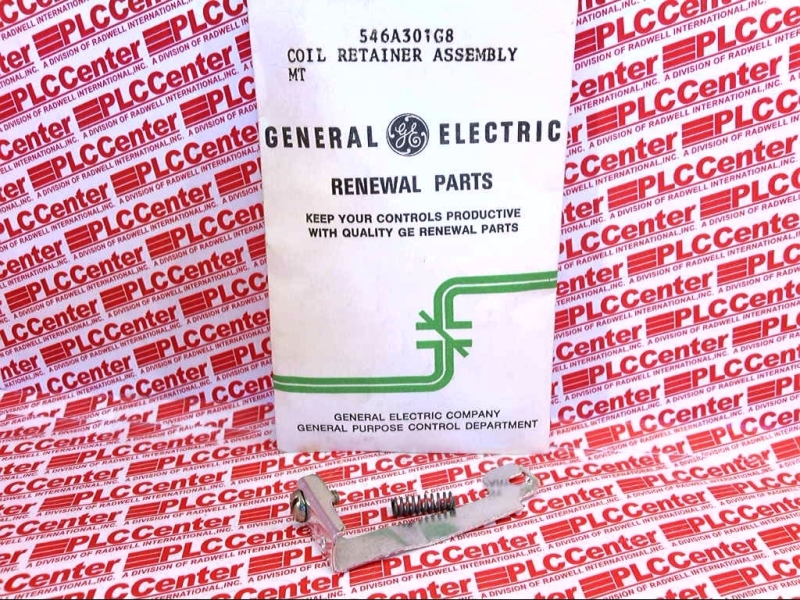 546A301G8
COIL RETAINER ASSEMBLY
MT
GENERAL GE ELECTRIC
RENEWAL PARTS
KEEP YOUR CONTROLS PRODUCTIVE
WITH QUALITY GE RENEWAL PARTS
GENERAL ELECTRIC COMPANY
GENERAL PURPOSE CONTROL DEPARTMENT
PLCCenter
A DIVISION OF RADWELL INTERNATIONAL,INC.